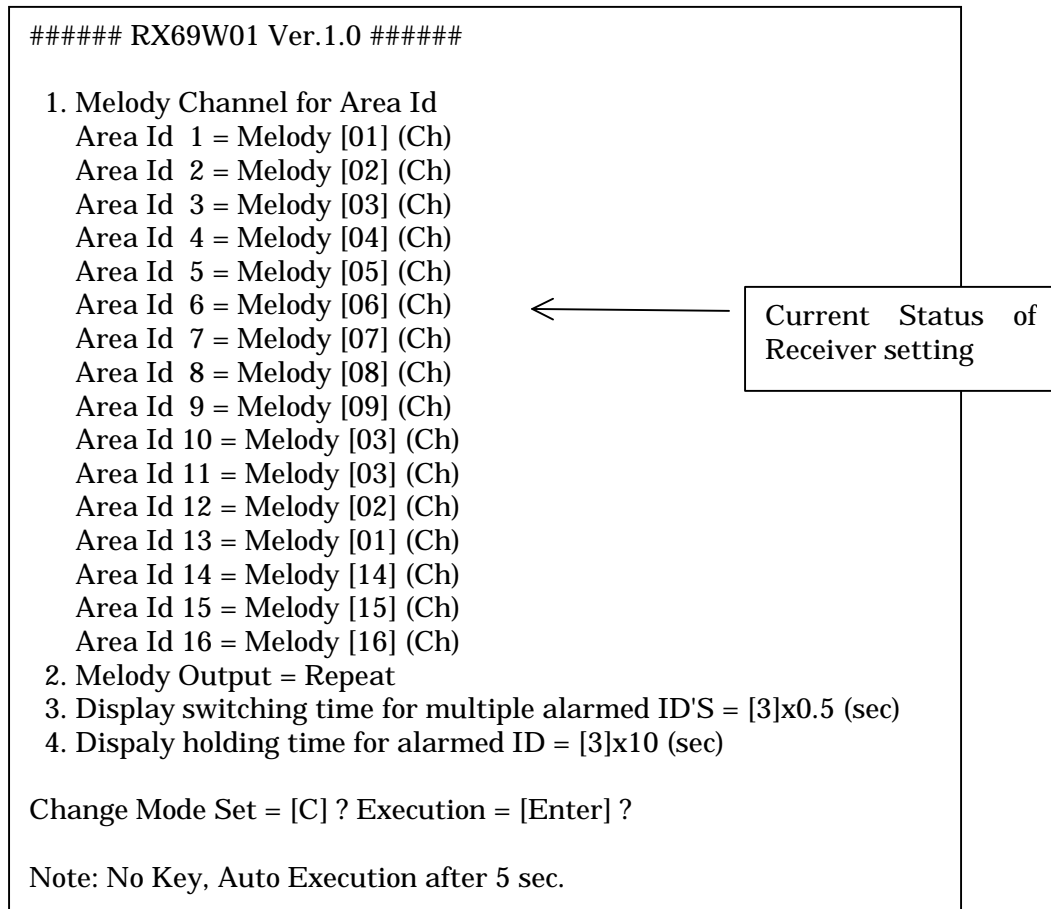 ###### RX69W01 Ver.1.0 ######
1. Melody Channel for Area Id
Area Id 1 = Melody [01] (Ch)
Area Id 2 = Melody [02] (Ch)
Area Id 3 = Melody [03] (Ch)
Area Id 4 = Melody [04] (Ch)
Area Id 5 = Melody [05] (Ch)
Area Id 6 = Melody [06] (Ch)
Area Id 7 = Melody [07] (Ch)
Area Id 8 = Melody [08] (Ch)
Area Id 9 = Melody [09] (Ch)
Area Id 10 = Melody [03] (Ch)
Area Id 11 = Melody [03] (Ch)
Area Id 12 = Melody [02] (Ch)
Area Id 13 = Melody [01] (Ch)
Area Id 14 = Melody [14] (Ch)
Area Id 15 = Melody [15] (Ch)
Area Id 16 = Melody [16] (Ch)
2. Melody Output = Repeat
3. Display switching time for multiple alarmed ID'S = [3]x0.5 (sec)
4. Dispaly holding time for alarmed ID = [3]x10 (sec)
Change Mode Set = [C] ? Execution = [Enter] ?
Note: No Key, Auto Execution after 5 sec.
Current Status of
Receiver setting